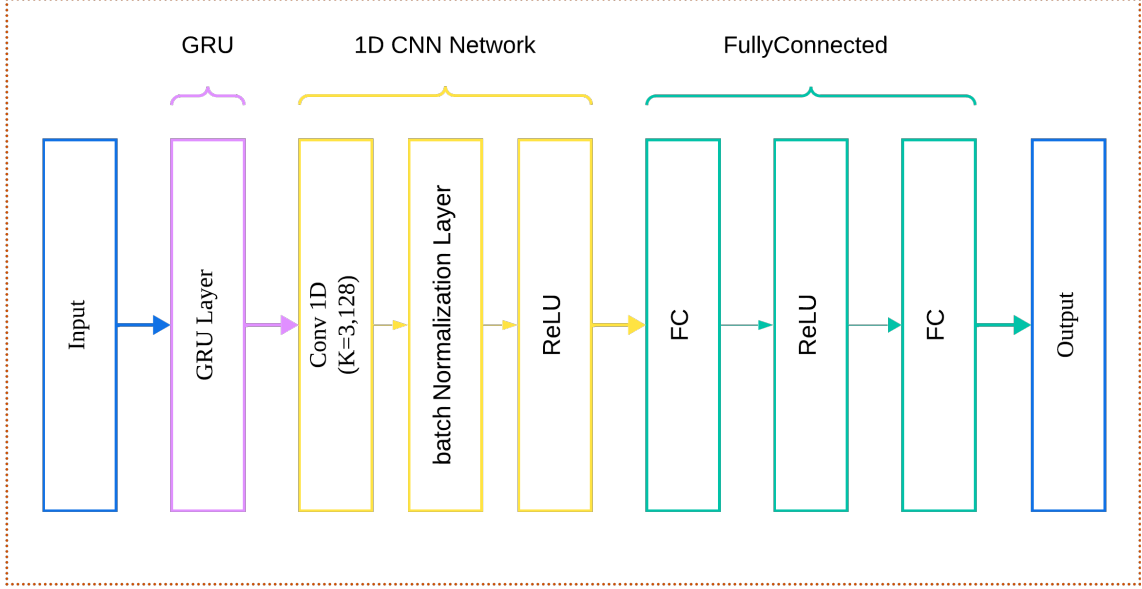 GRU
1D CNN Network
FullyConnected
Input
GRU Layer
Conv 1D
(K=3,128)
batch Normalization Layer
ReLU
FC
ReLU
FC
Output